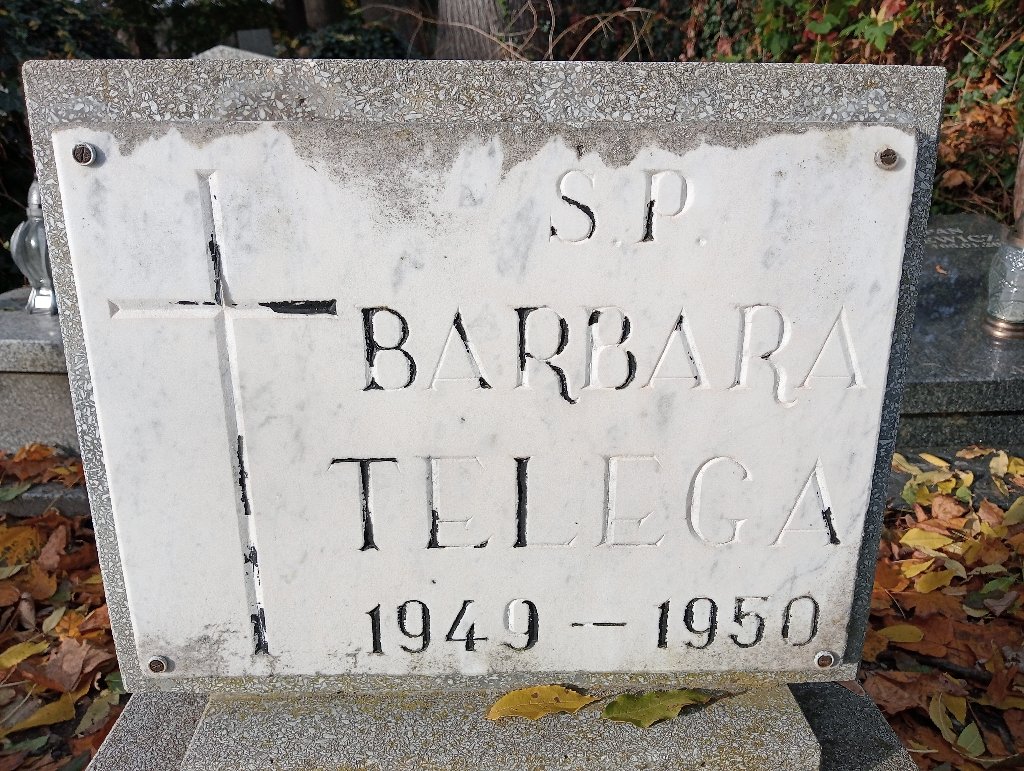 S.P.
BARBARA
TELEGA
1949 – 1950